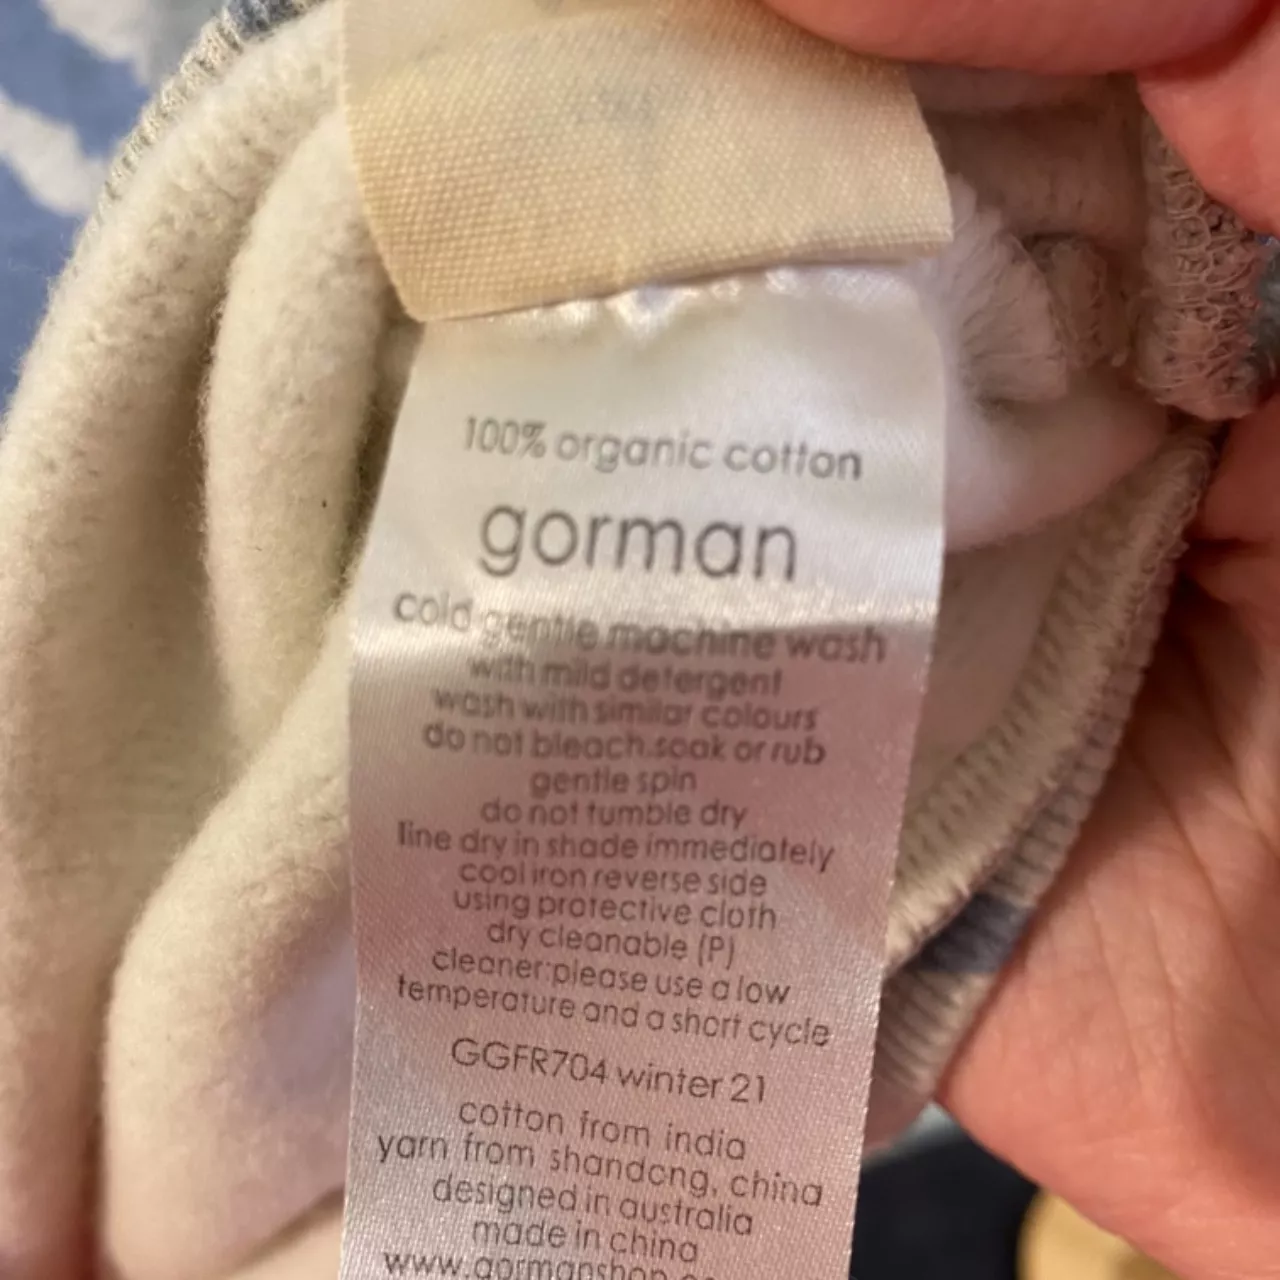 100% organic cotton
gorman
cold gentle machine wash
with mild detergent
wash with similar colours
do not bleach.soak or rub
gentle spin
do not tumble dry
line dry in shade immediately
cool iron reverse side
using protective cloth
dry cleanable (P)
cleaner:please use a low
temperature and a short cycle
GGFR704 winter 21
cotton from india
yarn from shandong, china
designed in australia
made in china